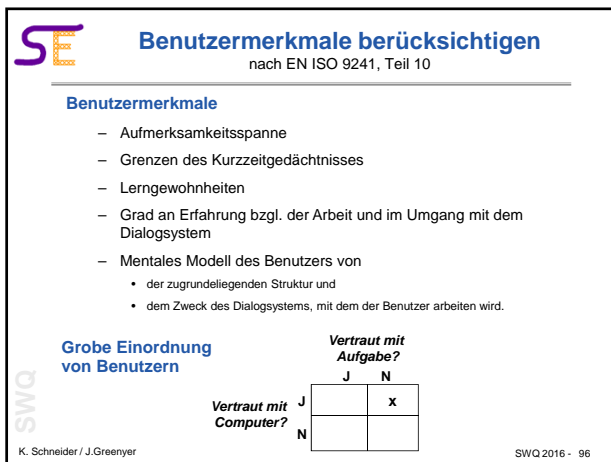 SE
Benutzermerkmale berücksichtigen
nach EN ISO 9241, Teil 10
Benutzermerkmale
– Aufmerksamkeitsspanne
– Grenzen des Kurzzeitgedächtnisses
– Lerngewohnheiten
– Grad an Erfahrung bzgl. der Arbeit und im Umgang mit dem
Dialogsystem
– Mentales Modell des Benutzers von
• der zugrundeliegenden Struktur und
• dem Zweck des Dialogsystems, mit dem der Benutzer arbeiten wird.
Grobe Einordnung
von Benutzern
Vertraut mit
Aufgabe?
J N
Vertraut mit
Computer?
J x
N
SWQ
K. Schneider / J.Greenyer
SWQ 2016 - 96